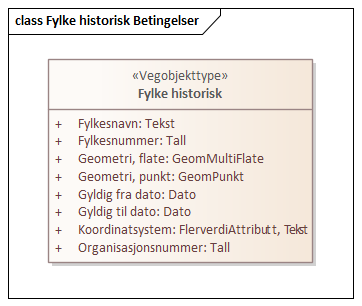 class Fylke historisk Betingelser
«Vegobjekttype»
Fylke historisk
+ Fylkesnavn: Tekst
+ Fylkesnummer: Tall
+ Geometri, flate: GeomMultiFlate
+ Geometri, punkt: GeomPunkt
+ Gyldig fra dato: Dato
+ Gyldig til dato: Dato
+ Koordinatsystem: FlerverdiAttributt, Tekst
+ Organisasjonsnummer: Tall